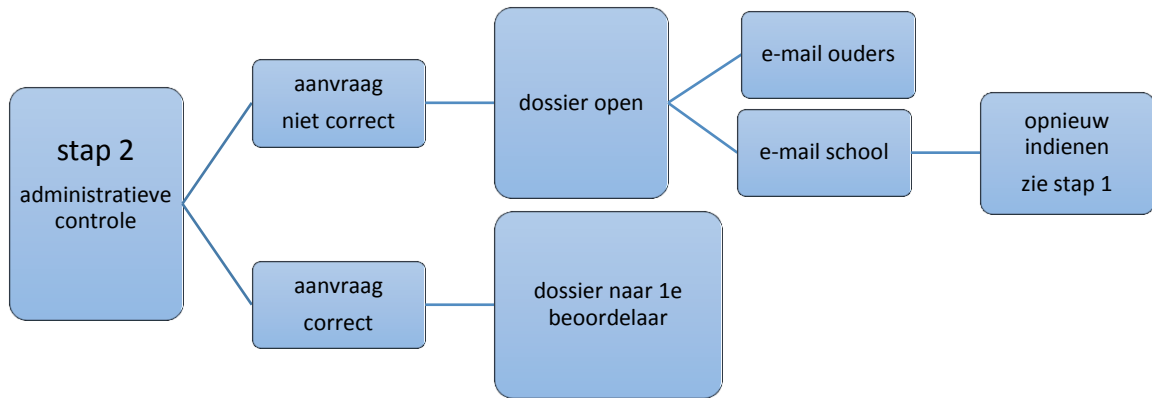 stap 2
administratieve
controle
aanvraag
niet correct
dossier open
e-mail ouders
e-mail school
opnieuw
indienen
zie stap 1
aanvraag
correct
dossier naar 1e
beoordelaar